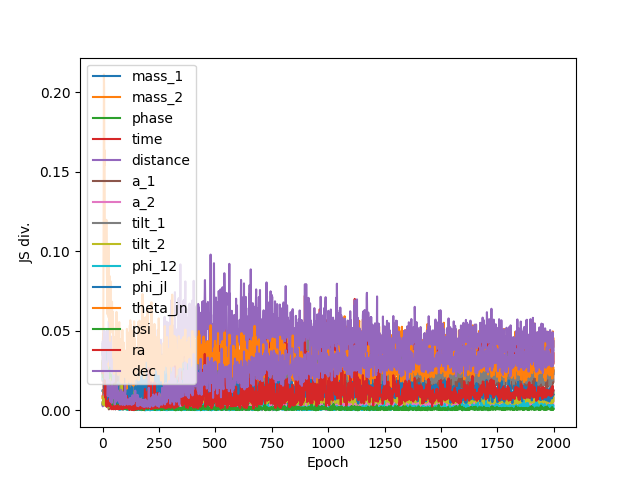 0.20
0.15
0.10
0.05
0.00
JS div.
mass_1
mass_2
phase
time
distance
a_1
a_2
tilt_1
tilt_2
phi_12
phi_jl
theta_jn
psi
ra
dec
0 250 500 750 1000 1250 1500 1750 2000
Epoch